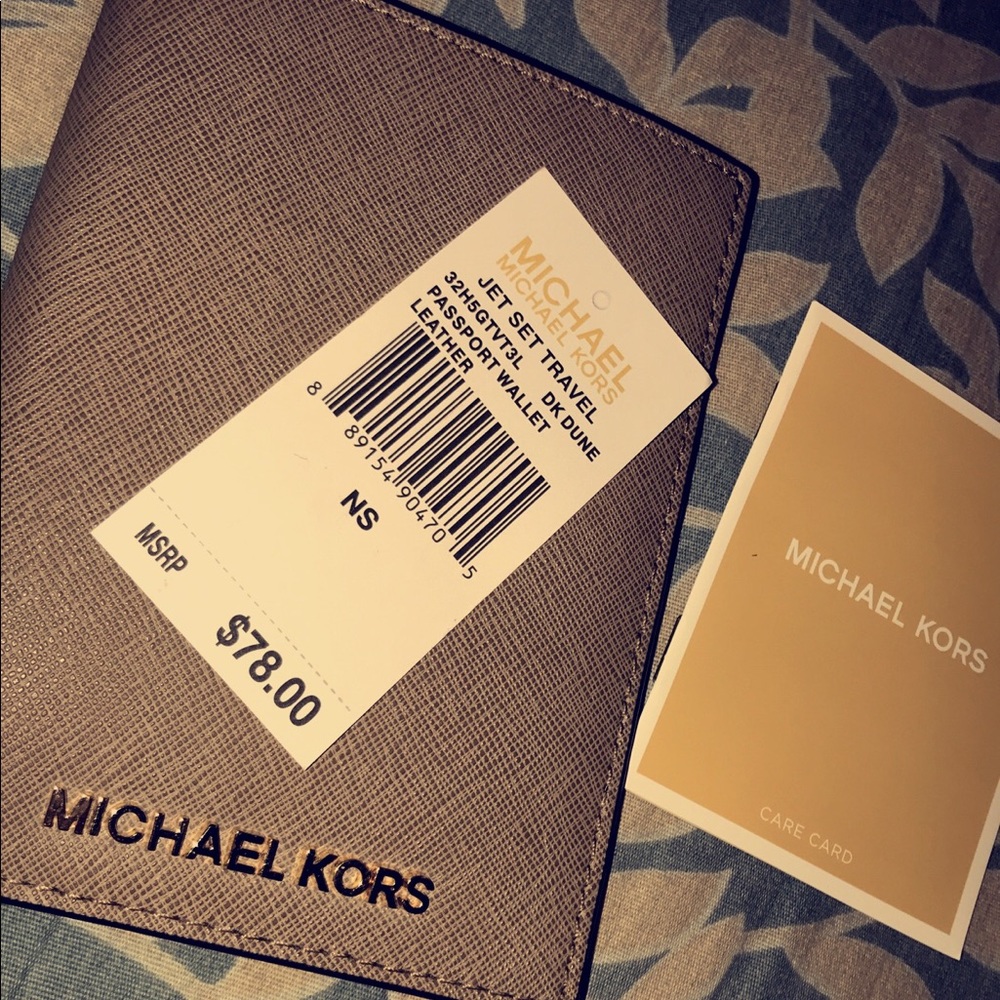 MICHAEL
MICHAEL KORS
JET SET TRAVEL
32H5GTVT3L DK DUNE
PASSPORT WALLET
LEATHER
8 89154 90470 5
NS
MSRP
$78.00
MICHAEL KORS
MICHAEL KORS
CARE CARD